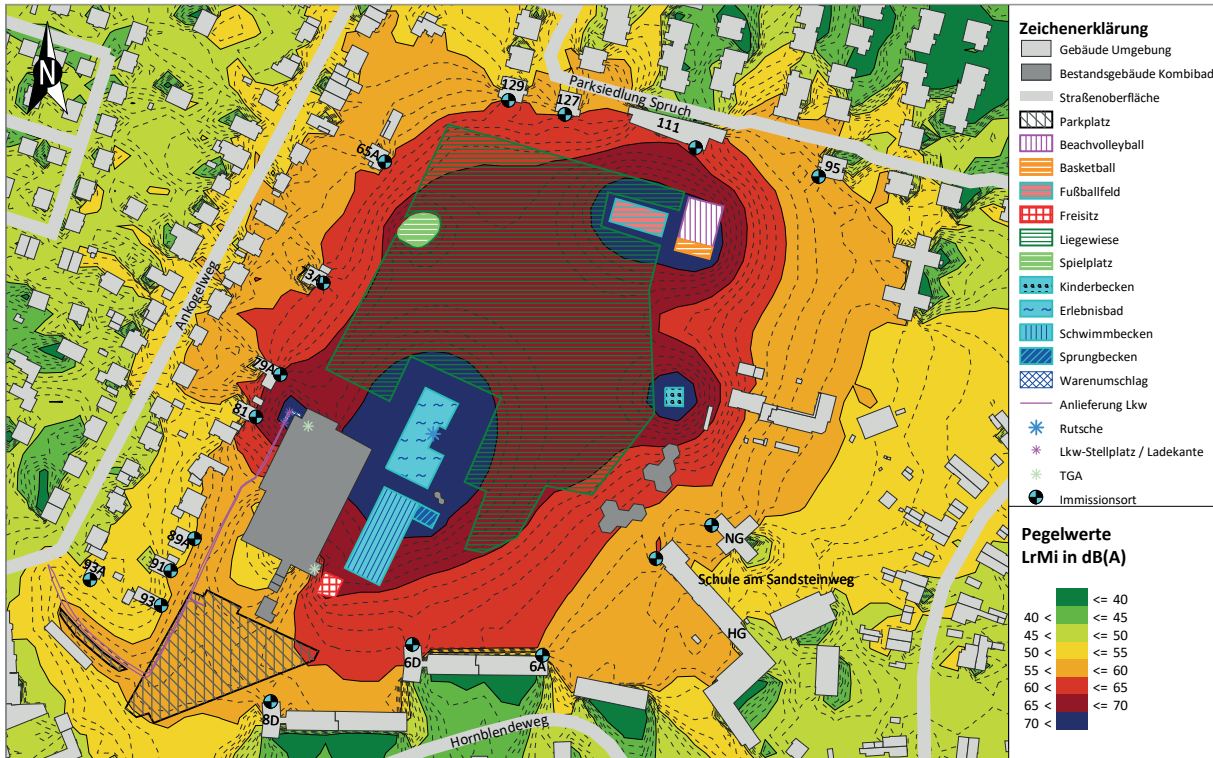 N
129
127
Parksiedlung Spruch
111
65A
95
73A
Ankogelweg
79A
81
89A
91
93A
93
NG
Schule am Sandsteinweg
HG
6D
6A
8D
Hornblendeweg
Zeichenerklärung
Gebäude Umgebung
Bestandsgebäude Kombibad
Straßenoberfläche
Parkplatz
Beachvolleyball
Basketball
Fußballfeld
Freisitz
Liegewiese
Spielplatz
Kinderbecken
Erlebnisbad
Schwimmbecken
Sprungbecken
Warenumschlag
Anlieferung Lkw
Rutsche
Lkw-Stellplatz / Ladekante
TGA
Immissionsort
Pegelwerte
LrMi in dB(A)
<= 40
40 < <= 45
45 < <= 50
50 < <= 55
55 < <= 60
60 < <= 65
65 < <= 70
70 <